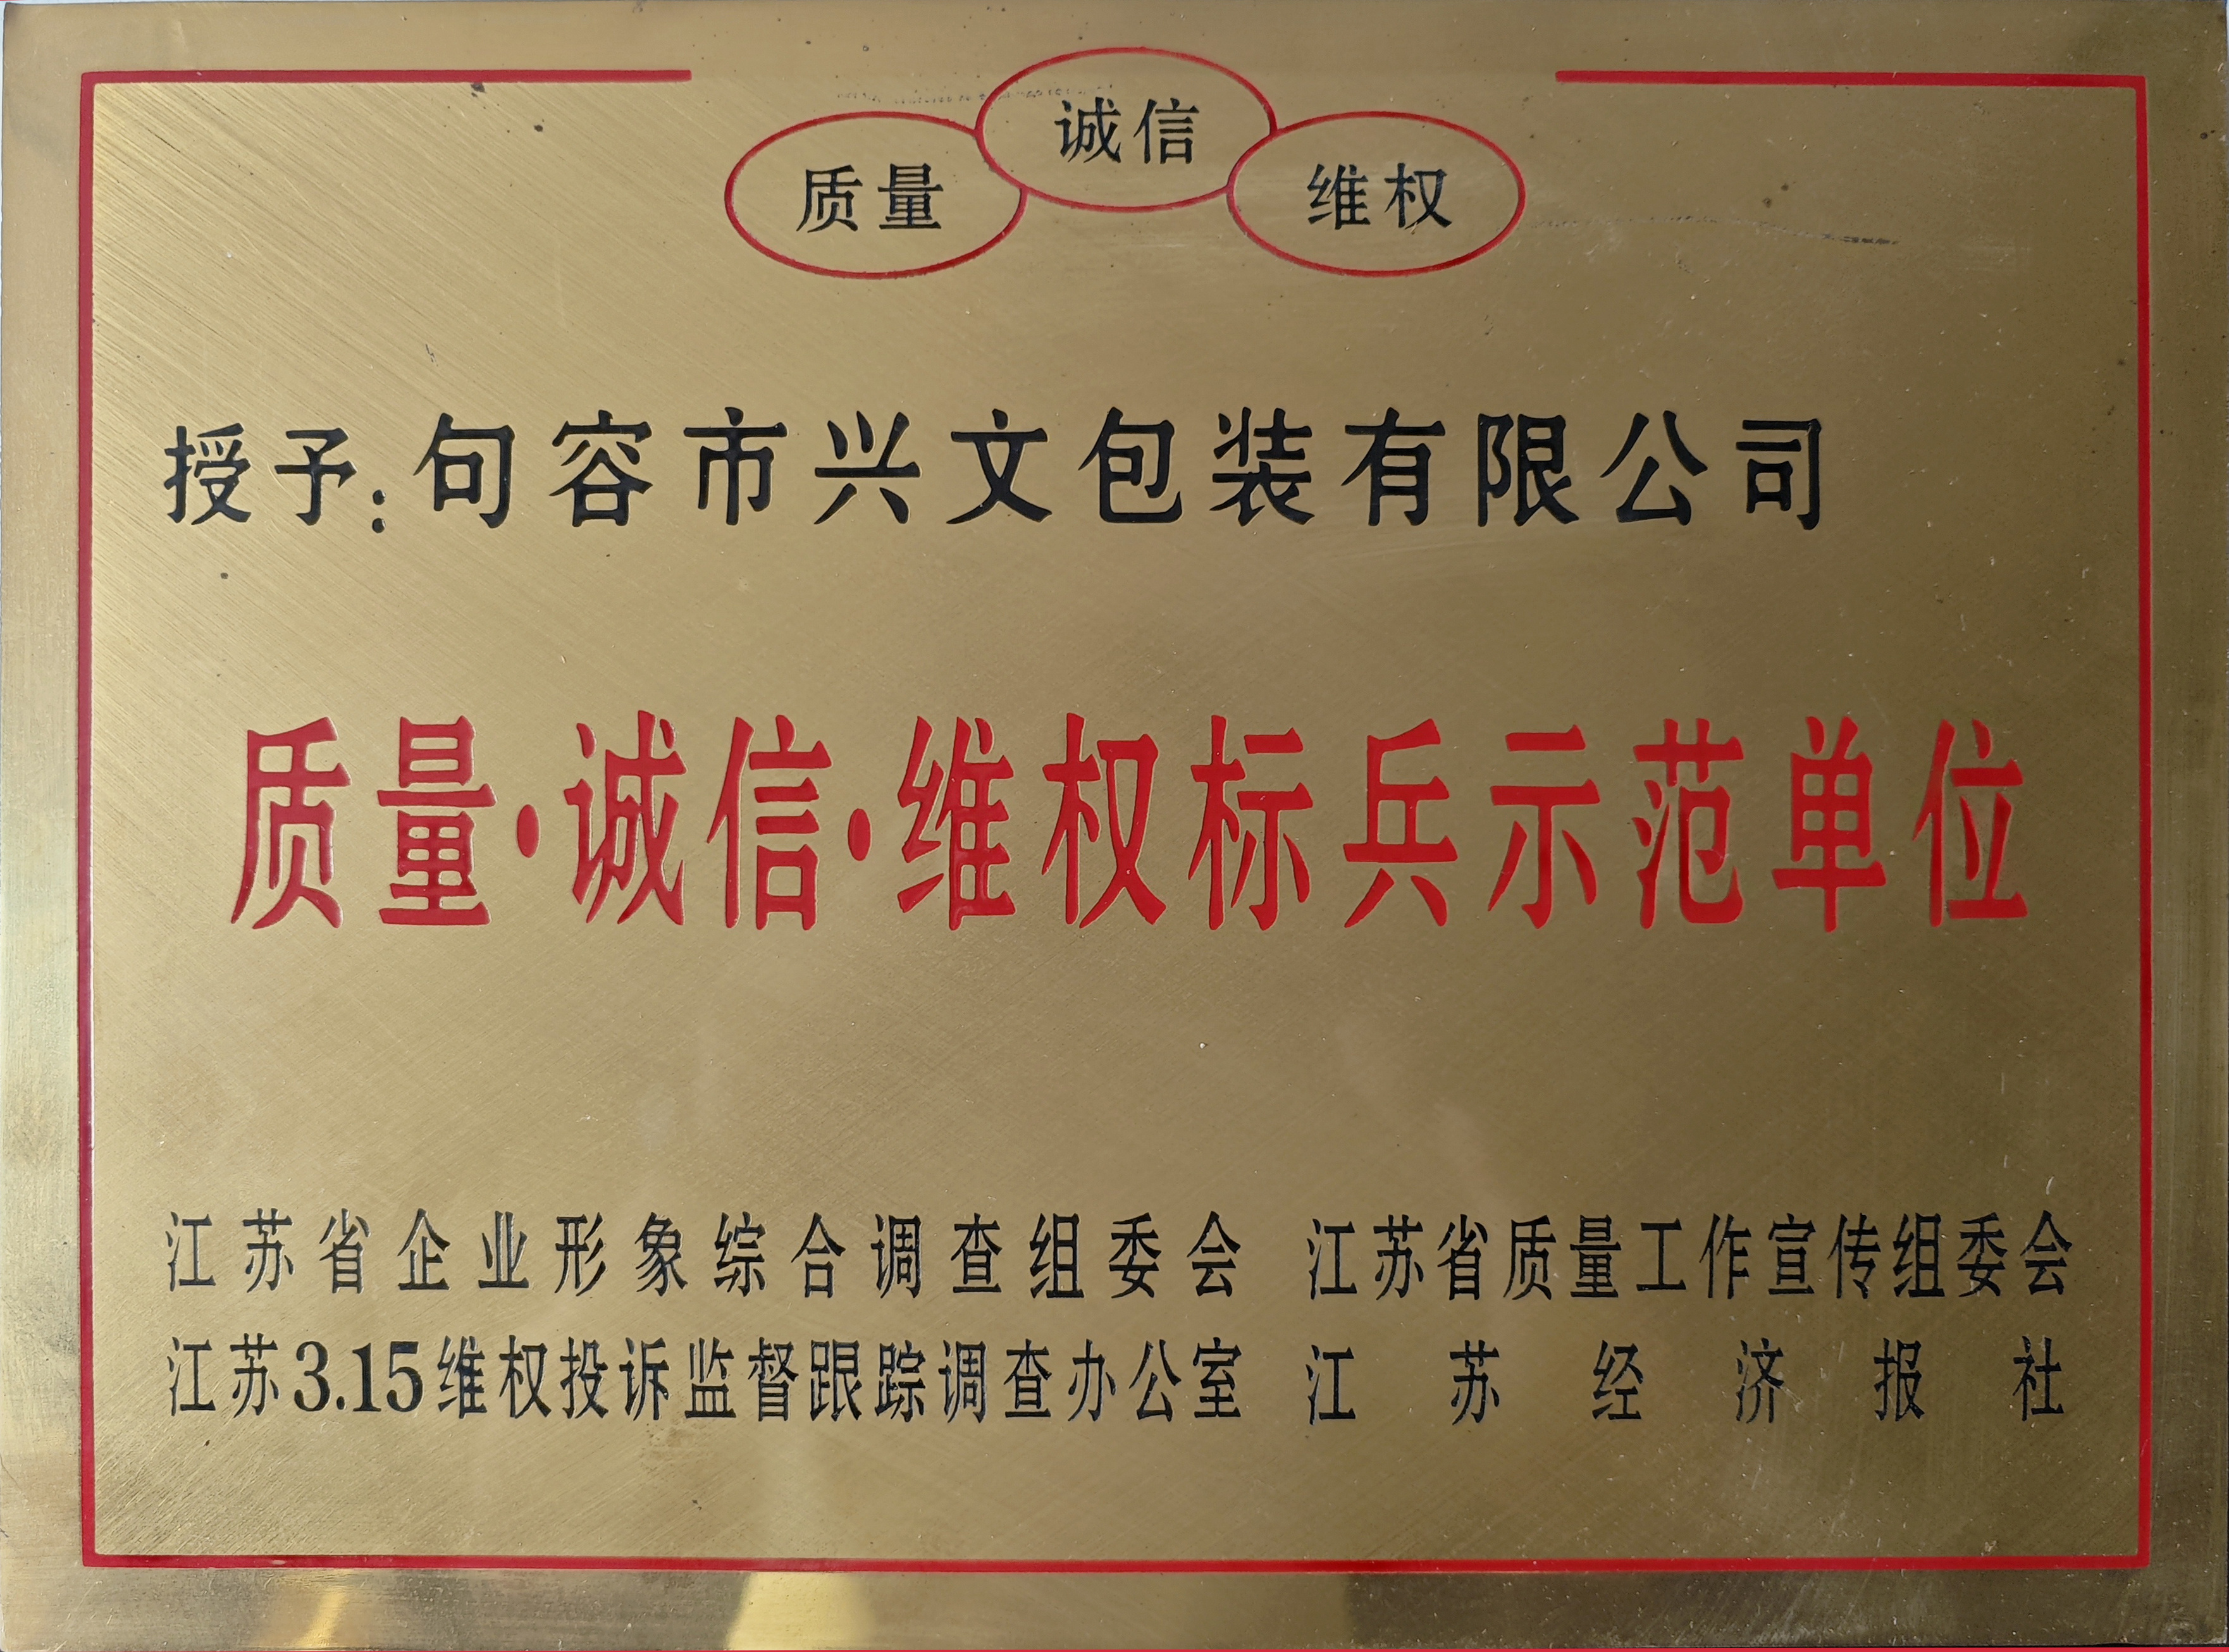 质量 诚信 维权
授予:句容市兴文包装有限公司
质量·诚信·维权标兵示范单位
江苏省企业形象综合调查组委会 江苏省质量工作宣传组委会
江苏3.15维权投诉监督跟踪调查办公室 江苏经济报社